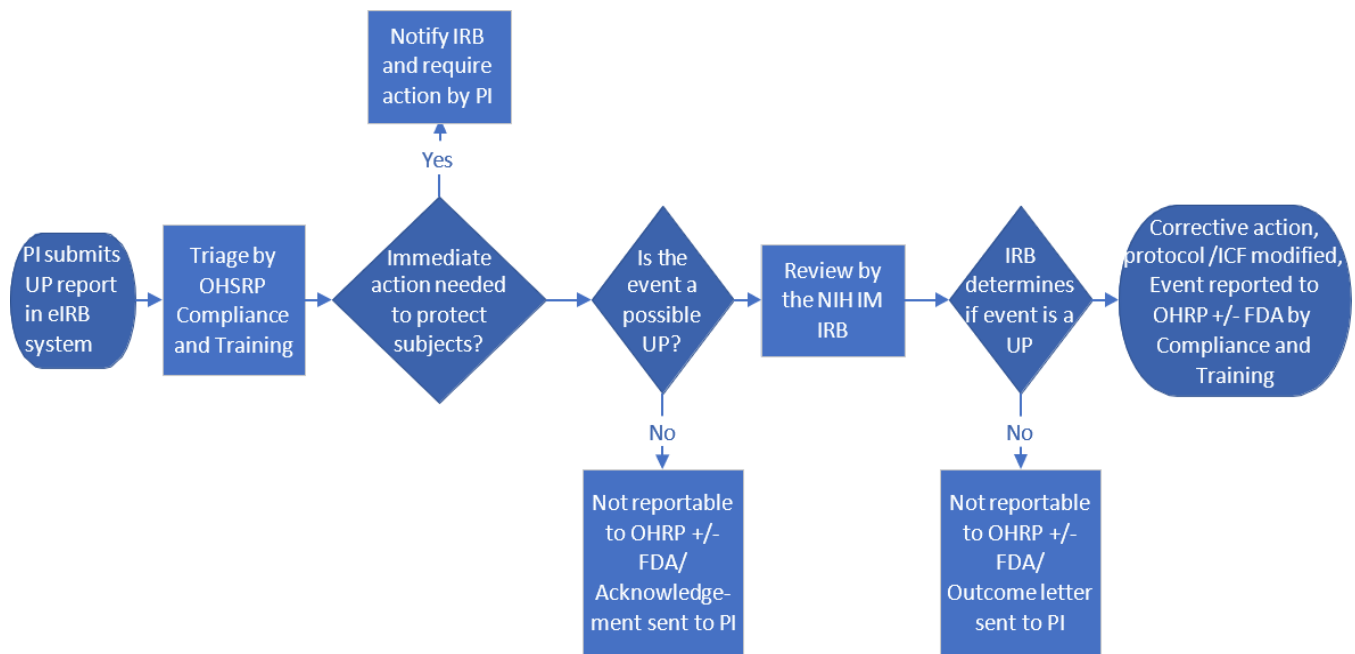 Notify IRB
and require
action by PI
Yes
PI submits
UP report
in eIRB
system
Triage by
OHSRP
Compliance
and Training
Immediate
action needed
to protect
subjects?
Is the
event a
possible
UP?
Review by
the NIH IM
IRB
IRB
determines
if event is a
UP
Corrective action,
protocol /ICF modified,
Event reported to
OHRP +/- FDA by
Compliance and
Training
No
Not reportable
to OHRP +/-
FDA/
Acknowledge-
ment sent to PI
No
Not reportable
to OHRP +/-
FDA/
Outcome letter
sent to PI